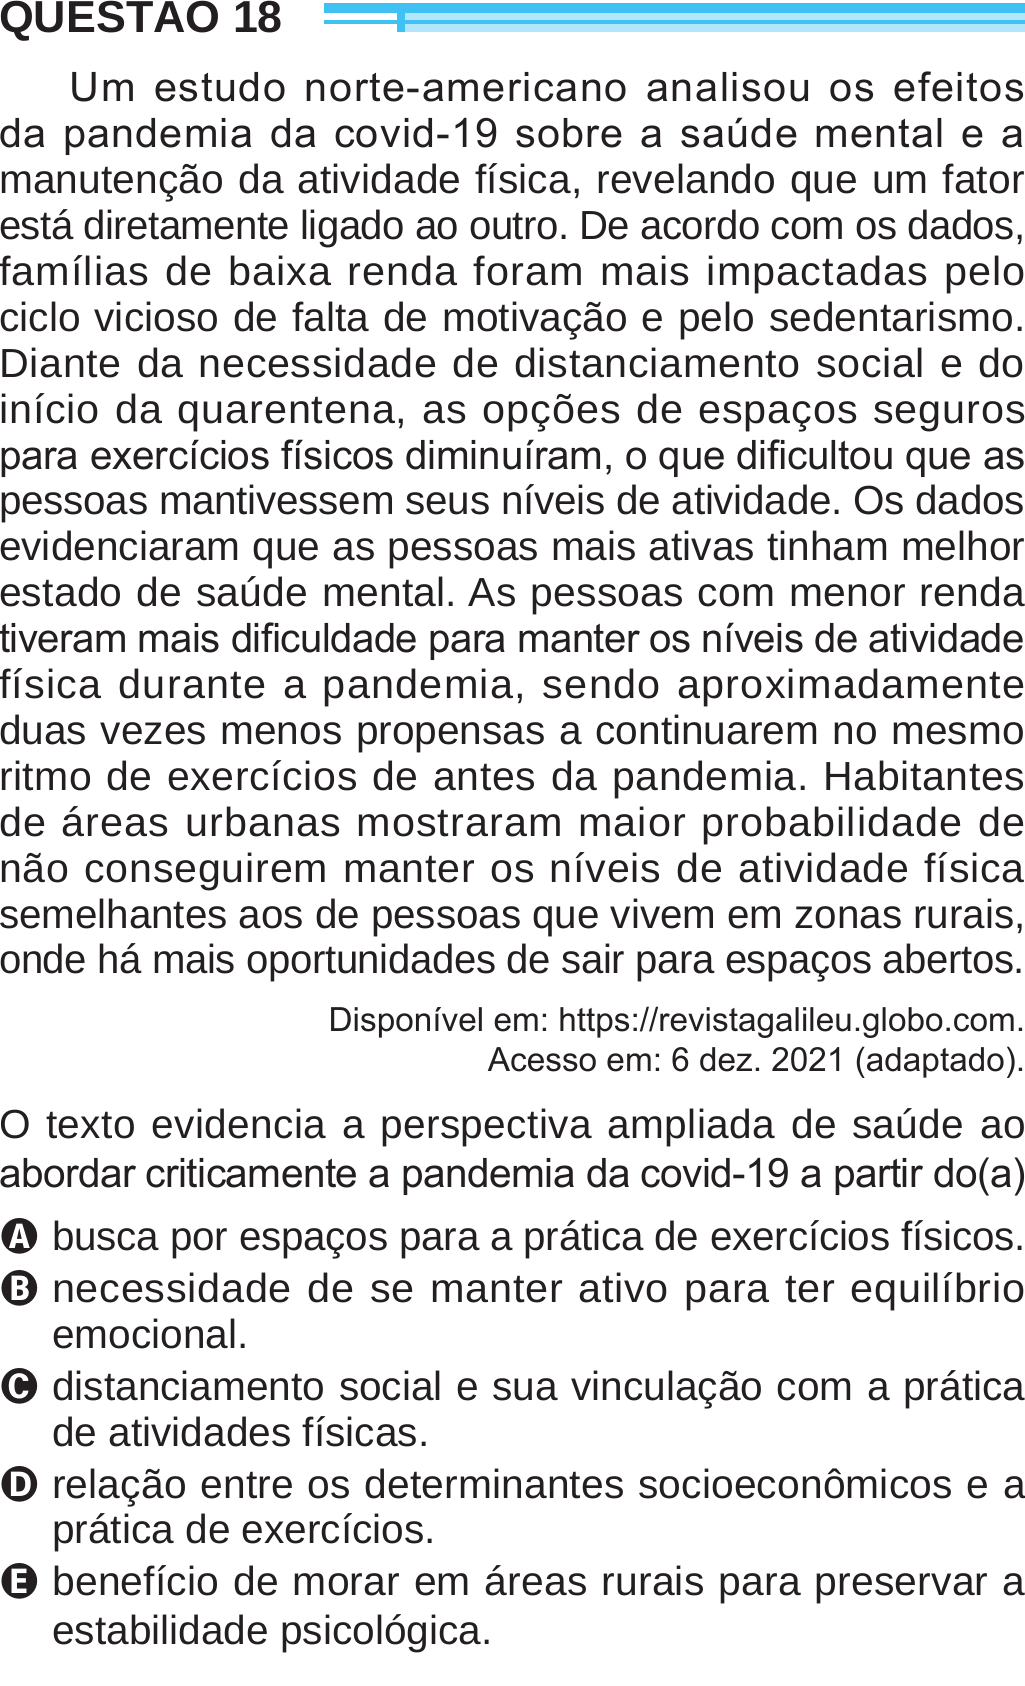 QUESTÃO 18
Um estudo norte-americano analisou os efeitos
da pandemia da covid-19 sobre a saúde mental e a
manutenção da atividade física, revelando que um fator
está diretamente ligado ao outro. De acordo com os dados,
famílias de baixa renda foram mais impactadas pelo
ciclo vicioso de falta de motivação e pelo sedentarismo.
Diante da necessidade de distanciamento social e do
início da quarentena, as opções de espaços seguros
para exercícios físicos diminuíram, o que dificultou que as
pessoas mantivessem seus níveis de atividade. Os dados
evidenciaram que as pessoas mais ativas tinham melhor
estado de saúde mental. As pessoas com menor renda
tiveram mais dificuldade para manter os níveis de atividade
física durante a pandemia, sendo aproximadamente
duas vezes menos propensas a continuarem no mesmo
ritmo de exercícios de antes da pandemia. Habitantes
de áreas urbanas mostraram maior probabilidade de
não conseguirem manter os níveis de atividade física
semelhantes aos de pessoas que vivem em zonas rurais,
onde há mais oportunidades de sair para espaços abertos.
Disponível em: https://revistagalileu.globo.com.
Acesso em: 6 dez. 2021 (adaptado).
O texto evidencia a perspectiva ampliada de saúde ao
abordar criticamente a pandemia da covid-19 a partir do(a)
A busca por espaços para a prática de exercícios físicos.
B necessidade de se manter ativo para ter equilíbrio
emocional.
C distanciamento social e sua vinculação com a prática
de atividades físicas.
D relação entre os determinantes socioeconômicos e a
prática de exercícios.
E benefício de morar em áreas rurais para preservar a
estabilidade psicológica.